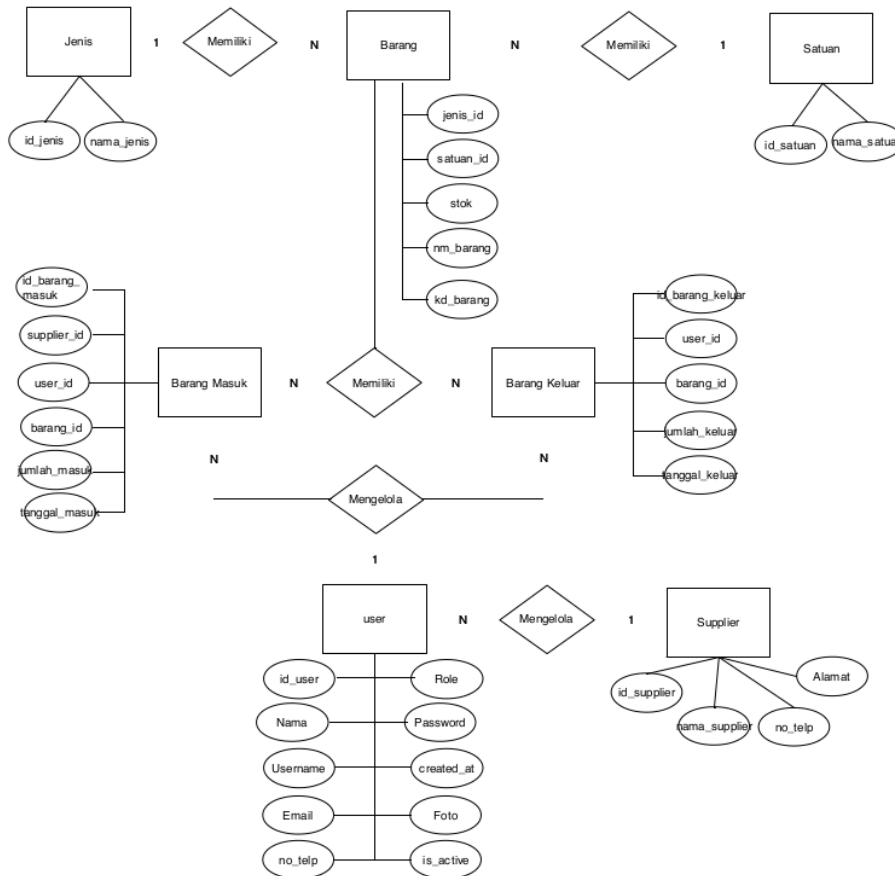 Jenis
1
Memiliki
N
Barang
N
Memiliki
1
Satuan
id_jenis
nama_jenis
jenis_id
satuan_id
stok
nm_barang
kd_barang
id_satuan
nama_satua
id_barang_
masuk
supplier_id
user_id
barang_id
jumlah_masuk
tanggal_masuk
Barang Masuk
N
Memiliki
N
Barang Keluar
id_barang_keluar
user_id
barang_id
jumlah_keluar
tanggal_keluar
N
Mengelola
N
1
user
N
Mengelola
1
Supplier
id_user
Role
Nama
Password
Username
created_at
Email
Foto
no_telp
is_active
id_supplier
nama_supplier
no_telp
Alamat